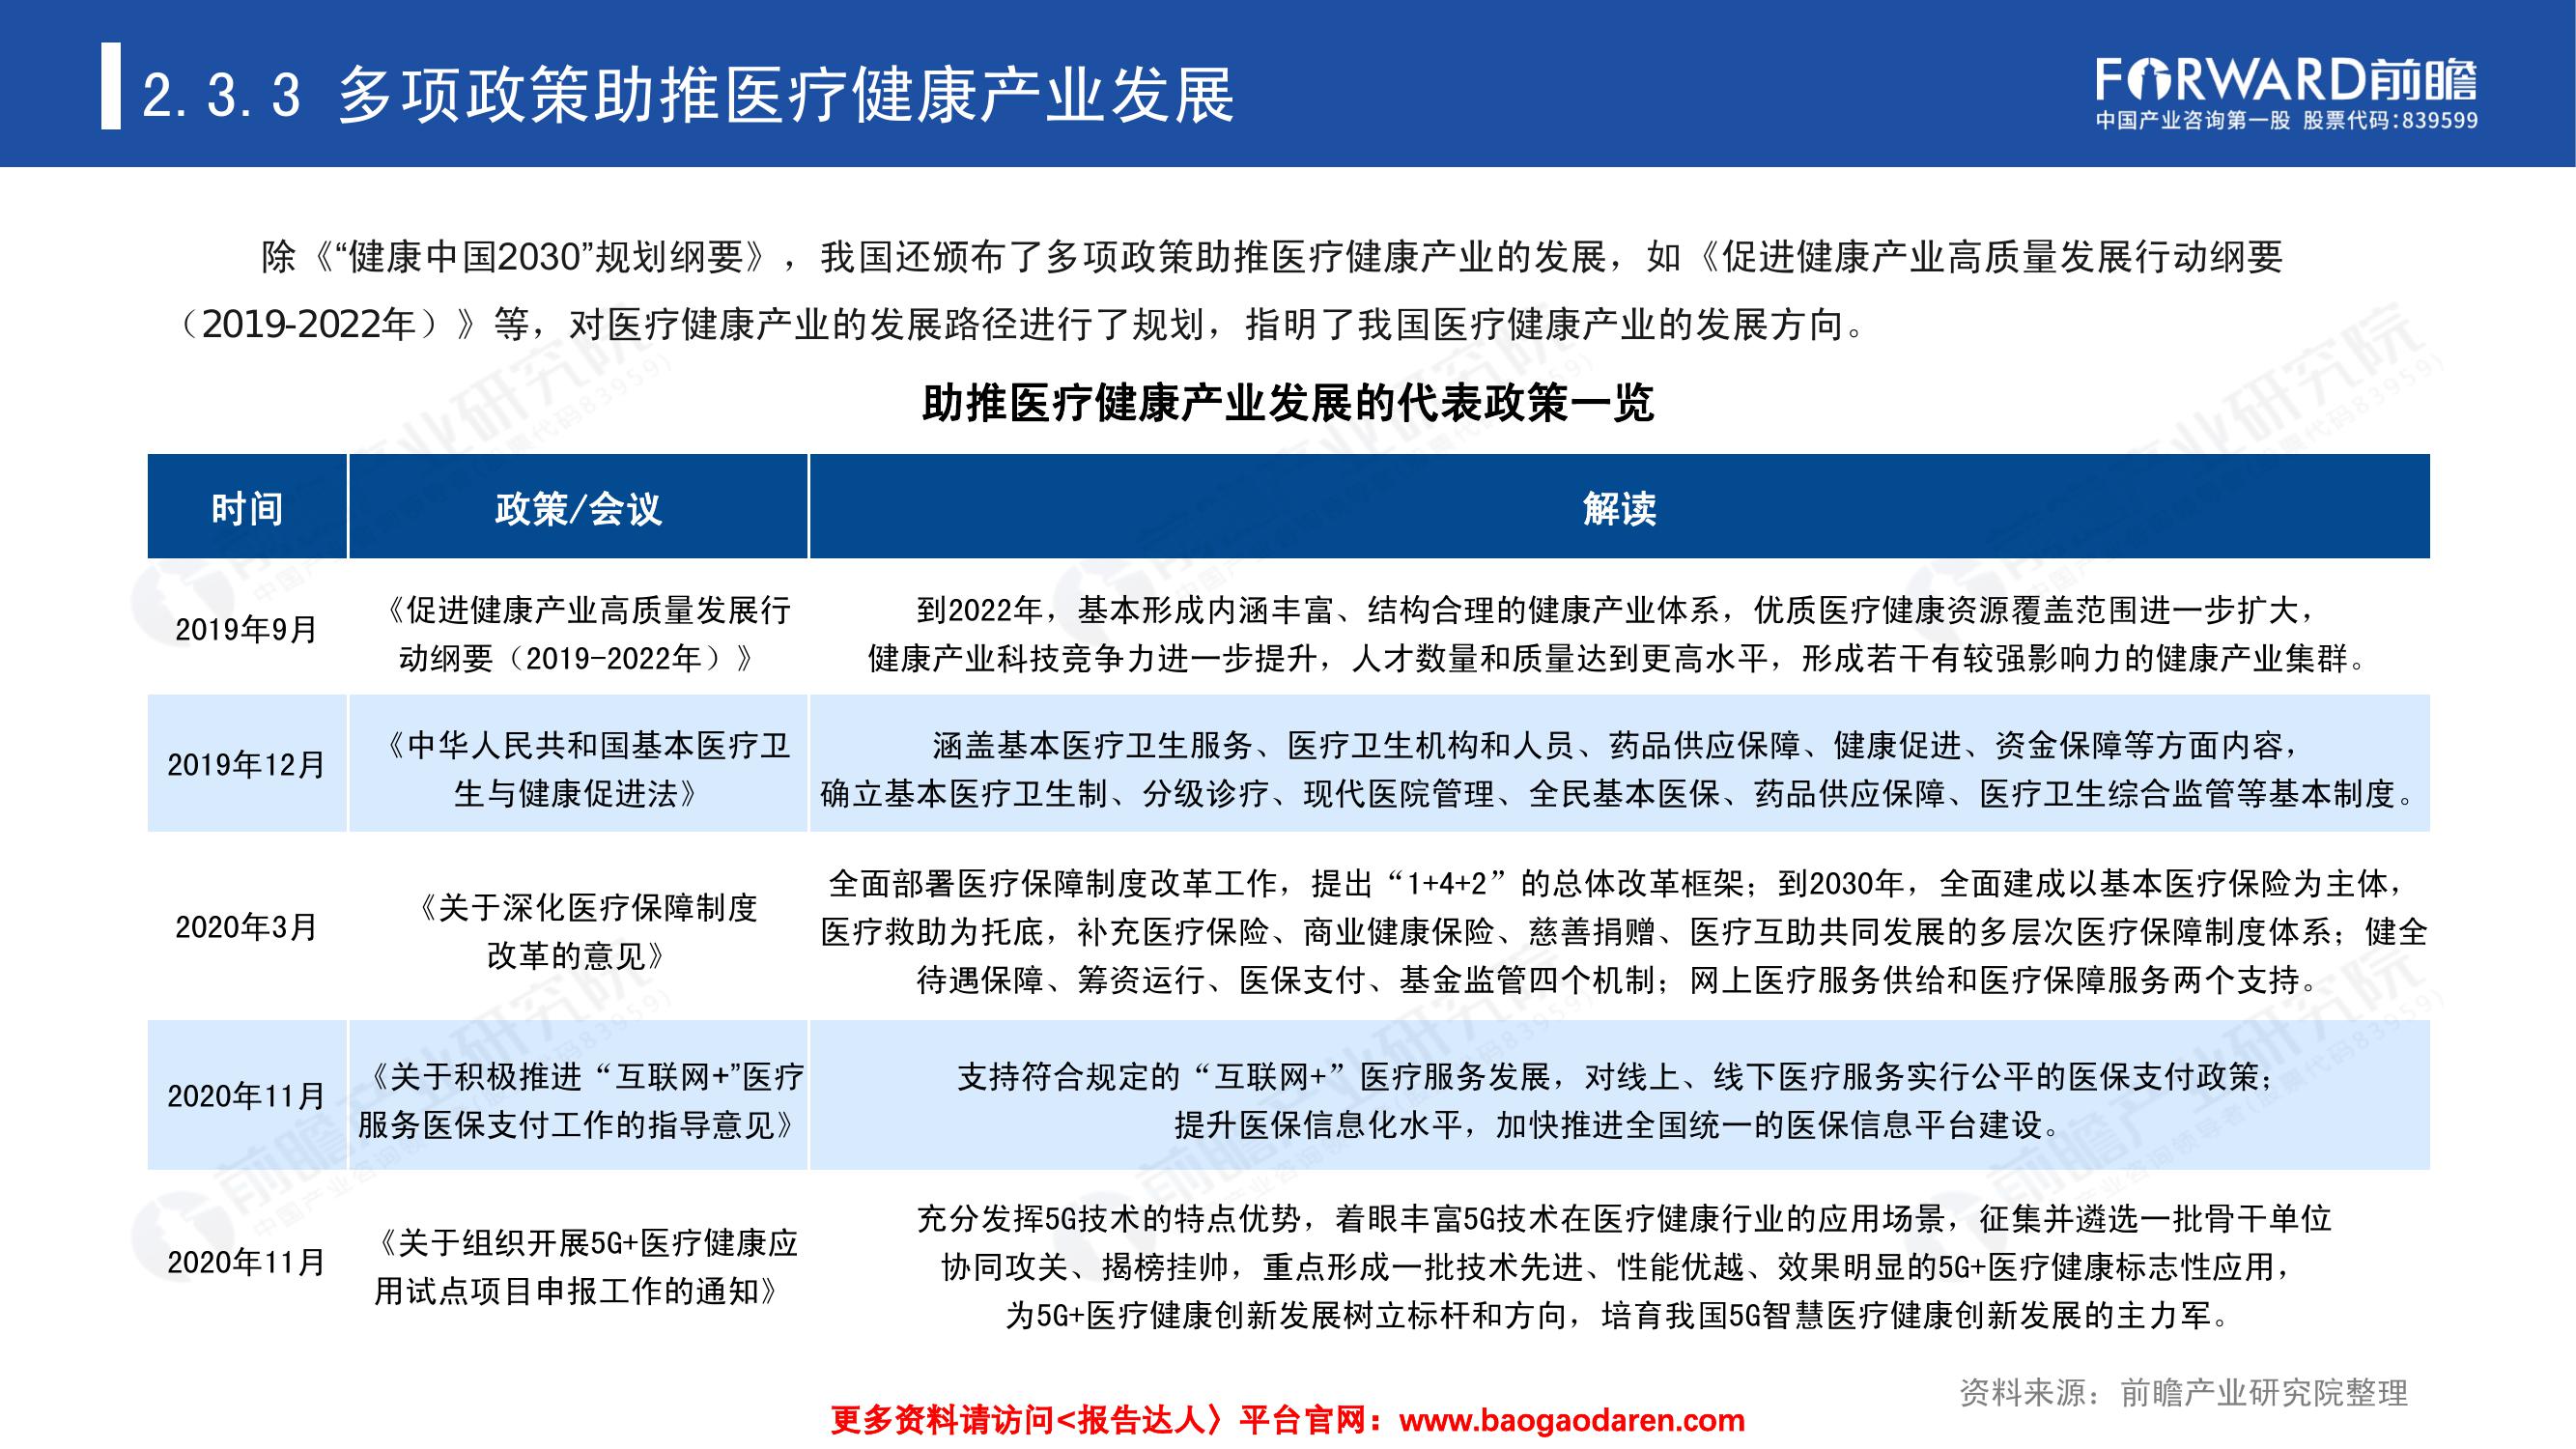 2.3.3 多项政策助推医疗健康产业发展
FORWARD前瞻
中国产业咨询第一股 股票代码:839599
除《“健康中国2030”规划纲要》，我国还颁布了多项政策助推医疗健康产业的发展，如《促进健康产业高质量发展行动纲要
（2019-2022年）》等，对医疗健康产业的发展路径进行了规划，指明了我国医疗健康产业的发展方向。
助推医疗健康产业发展的代表政策一览
时间
政策/会议
解读
2019年9月
《促进健康产业高质量发展行
动纲要（2019-2022年）》
到2022年，基本形成内涵丰富、结构合理的健康产业体系，优质医疗健康资源覆盖范围进一步扩大，
健康产业科技竞争力进一步提升，人才数量和质量达到更高水平，形成若干有较强影响力的健康产业集群。
2019年12月
《中华人民共和国基本医疗卫
生与健康促进法》
涵盖基本医疗卫生服务、医疗卫生机构和人员、药品供应保障、健康促进、资金保障等方面内容，
确立基本医疗卫生制、分级诊疗、现代医院管理、全民基本医保、药品供应保障、医疗卫生综合监管等基本制度。
2020年3月
《关于深化医疗保障制度
改革的意见》
全面部署医疗保障制度改革工作，提出“1+4+2”的总体改革框架；到2030年，全面建成以基本医疗保险为主体，
医疗救助为托底，补充医疗保险、商业健康保险、慈善捐赠、医疗互助共同发展的多层次医疗保障制度体系；健全
待遇保障、筹资运行、医保支付、基金监管四个机制；网上医疗服务供给和医疗保障服务两个支持。
2020年11月
《关于积极推进“互联网+”医疗
服务医保支付工作的指导意见》
支持符合规定的“互联网+”医疗服务发展，对线上、线下医疗服务实行公平的医保支付政策；
提升医保信息化水平，加快推进全国统一的医保信息平台建设。
2020年11月
《关于组织开展5G+医疗健康应
用试点项目申报工作的通知》
充分发挥5G技术的特点优势，着眼丰富5G技术在医疗健康行业的应用场景，征集并遴选一批骨干单位
协同攻关、揭榜挂帅，重点形成一批技术先进、性能优越、效果明显的5G+医疗健康标志性应用，
为5G+医疗健康创新发展树立标杆和方向，培育我国5G智慧医疗健康创新发展的主力军。
资料来源：前瞻产业研究院整理
更多资料请访问<报告达人〉平台官网：www.baogaodaren.com